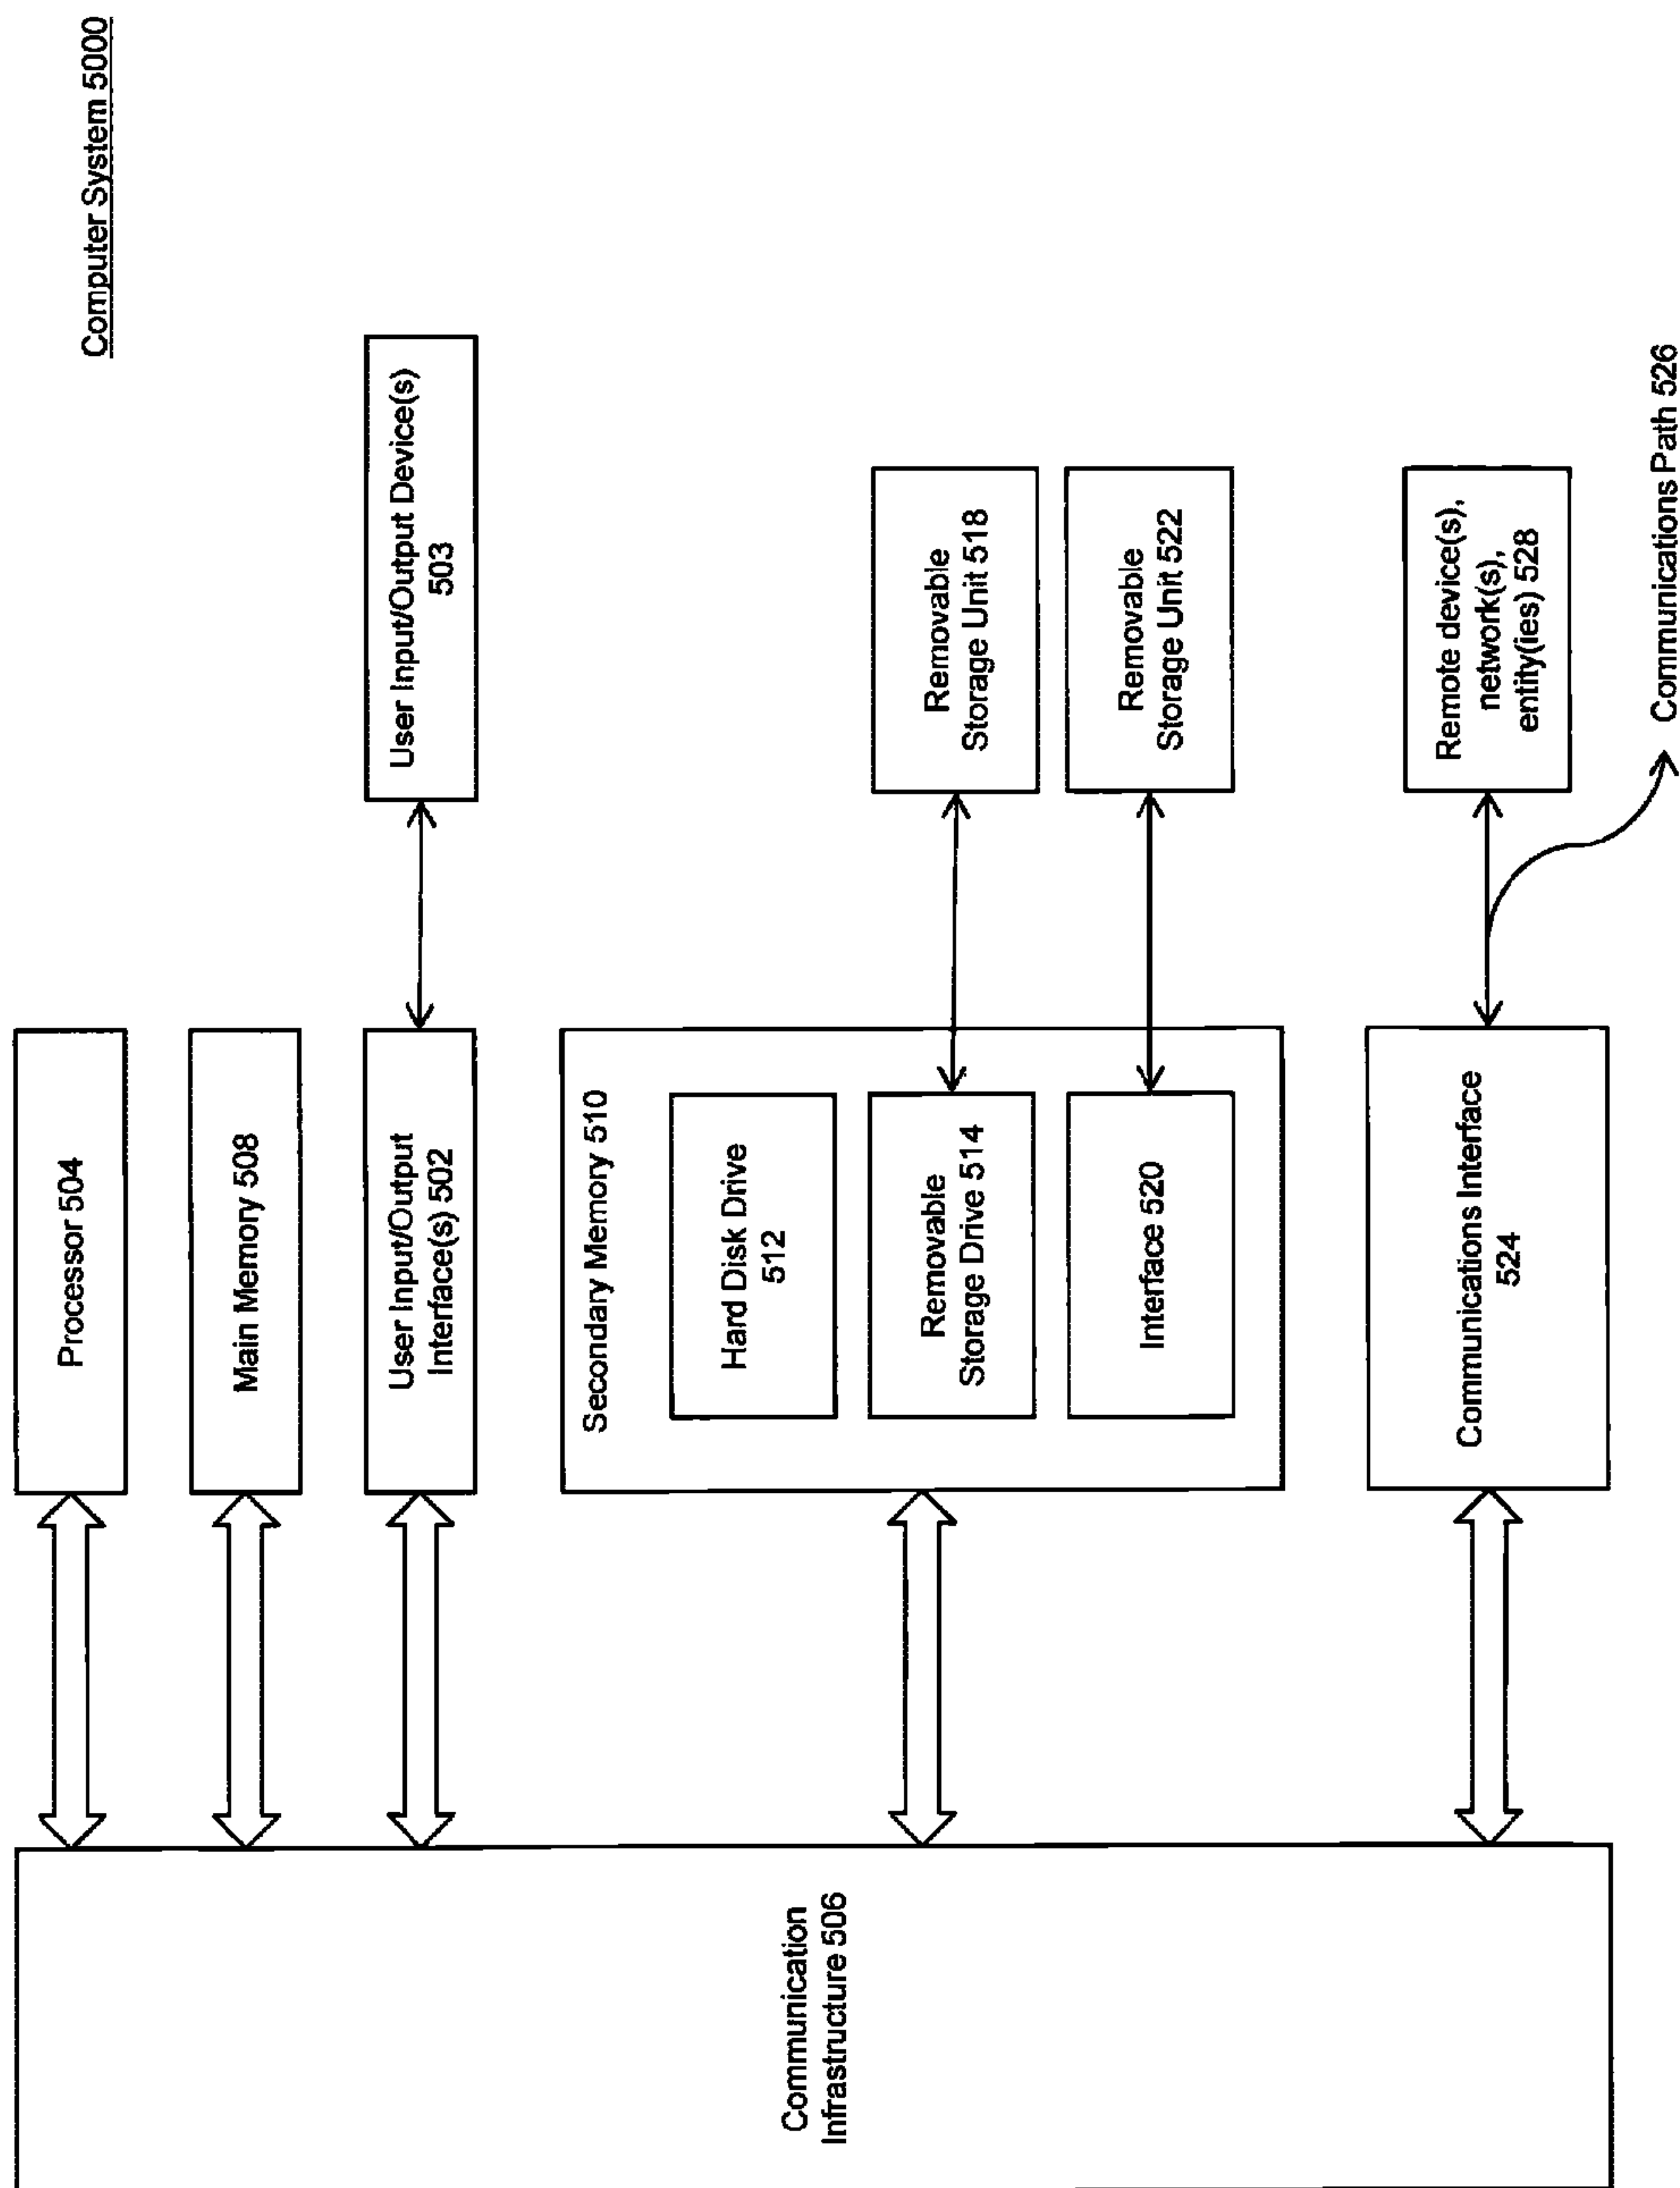 Computer System 5000
Processor 504
Main Memory 508
User Input/Output
Interface(s) 502
User Input/Output Device(s)
503
Secondary Memory 510
Hard Disk Drive
512
Removable
Storage Drive 514
Removable
Storage Unit 518
Interface 520
Removable
Storage Unit 522
Communication
Infrastructure 506
Communications Interface
524
Remote device(s),
network(s),
entity(ies) 528
Communications Path 526